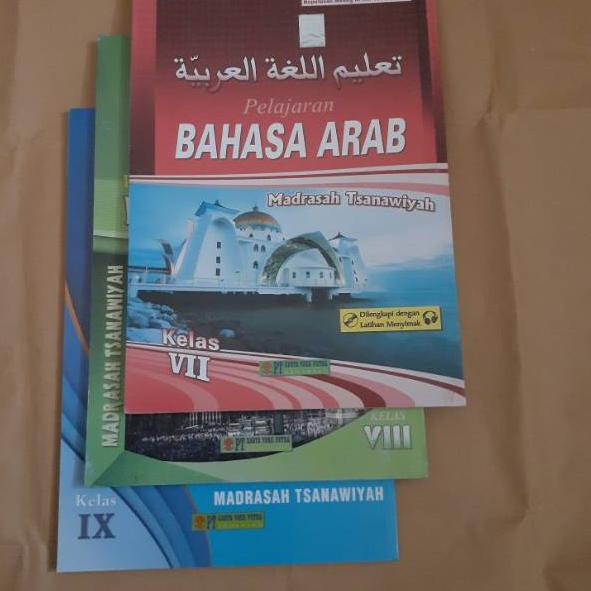 تعليم اللغة العربيّة
Pelajaran
BAHASA ARAB
Madrasah Tsanawiyah
Dilengkapi dengan
Latihan Menyimak
Kelas
VII
MADRASAH TSANAWIYAH
KELAS
VIII
Kelas
IX
MADRASAH TSANAWIYAH